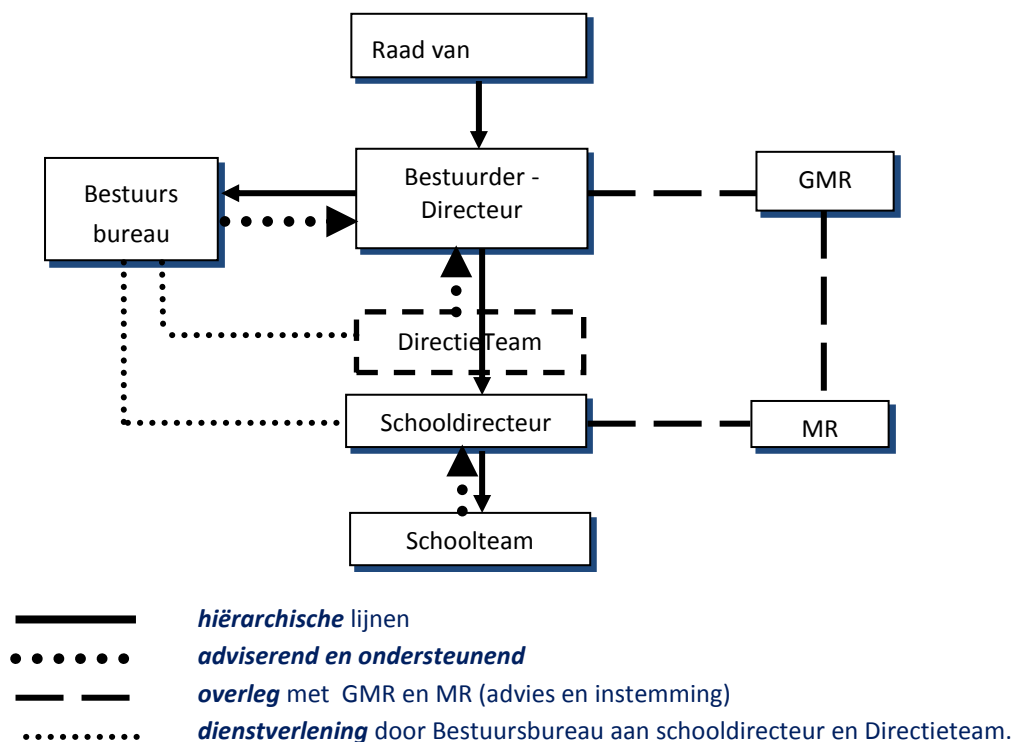 Raad van
Bestuurder -
Directeur
Bestuurs
bureau
GMR
DirectieTeam
Schooldirecteur
MR
Schoolteam
hiërarchische lijnen
adviserend en ondersteunend
overleg met GMR en MR (advies en instemming)
dienstverlening door Bestuursbureau aan schooldirecteur en Directieteam.